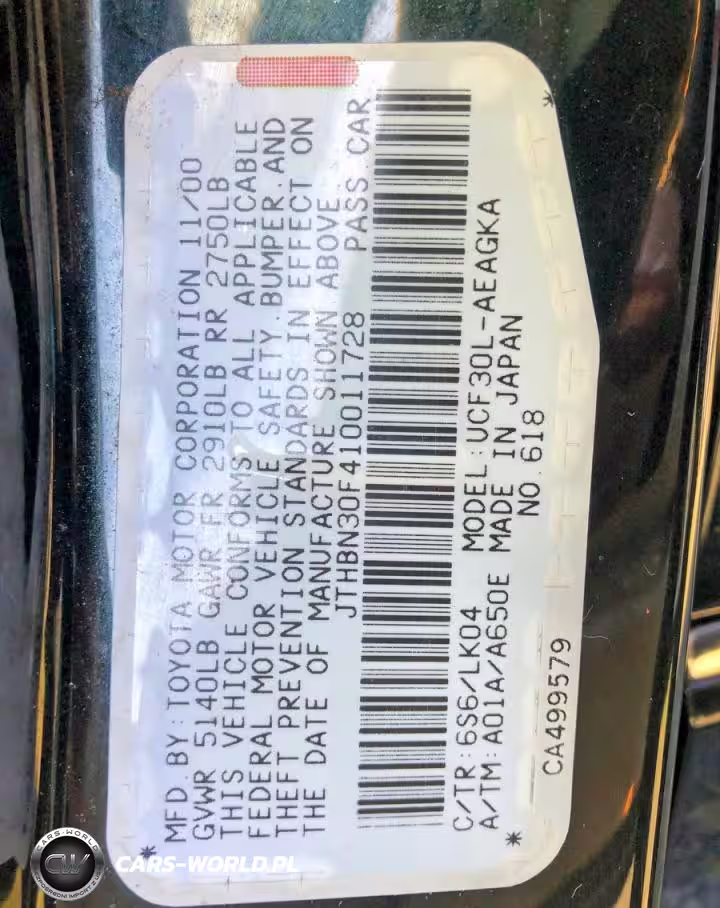 MFD.BY:TOYOTA MOTOR CORPORATION 11/00
GVWR 5140LB GAWR FR 2910LB RR 2750LB
THIS VEHICLE CONFORMS TO ALL APPLICABLE
FEDERAL MOTOR VEHICLE SAFETY.BUMPER.AND
THEFT PREVENTION STANDARDS IN EFFECT ON
THE DATE OF MANUFACTURE SHOWN ABOVE
JTHBN30F410011728 PASS CAR
C/TR:6S6/LK04 MODEL:UCF30L-AEAGKA
A/TM:A01A/A650E MADE IN JAPAN
NO.618
CA499579
CARS-WORLD
CW
CARS-WORLD.PL